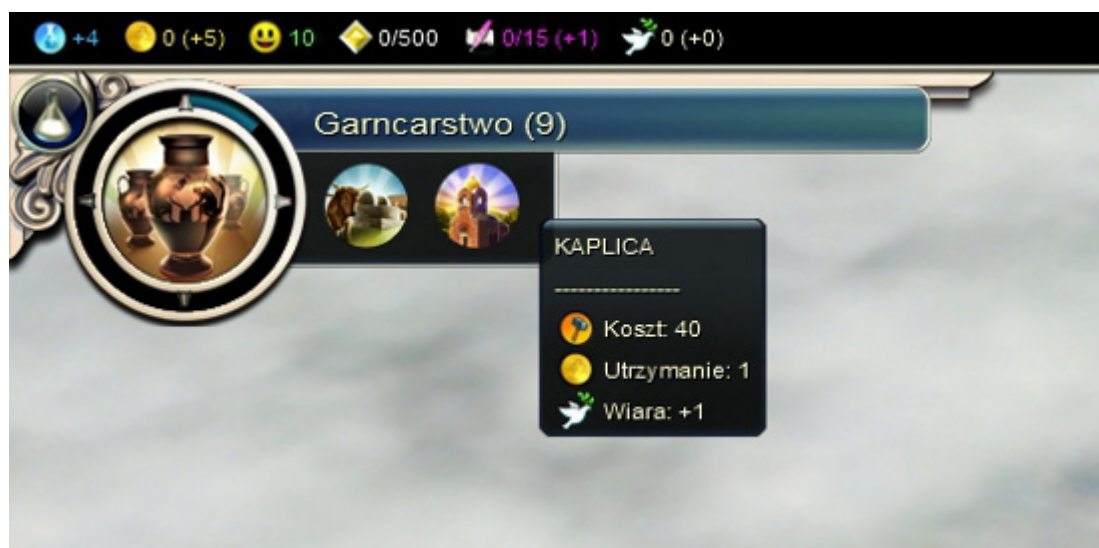 +4 0 (+5) 10 0/500 0/15 (+1) 0 (+0)
Garncarstwo (9)
KAPLICA
----------------
Koszt: 40
Utrzymanie: 1
Wiara: +1